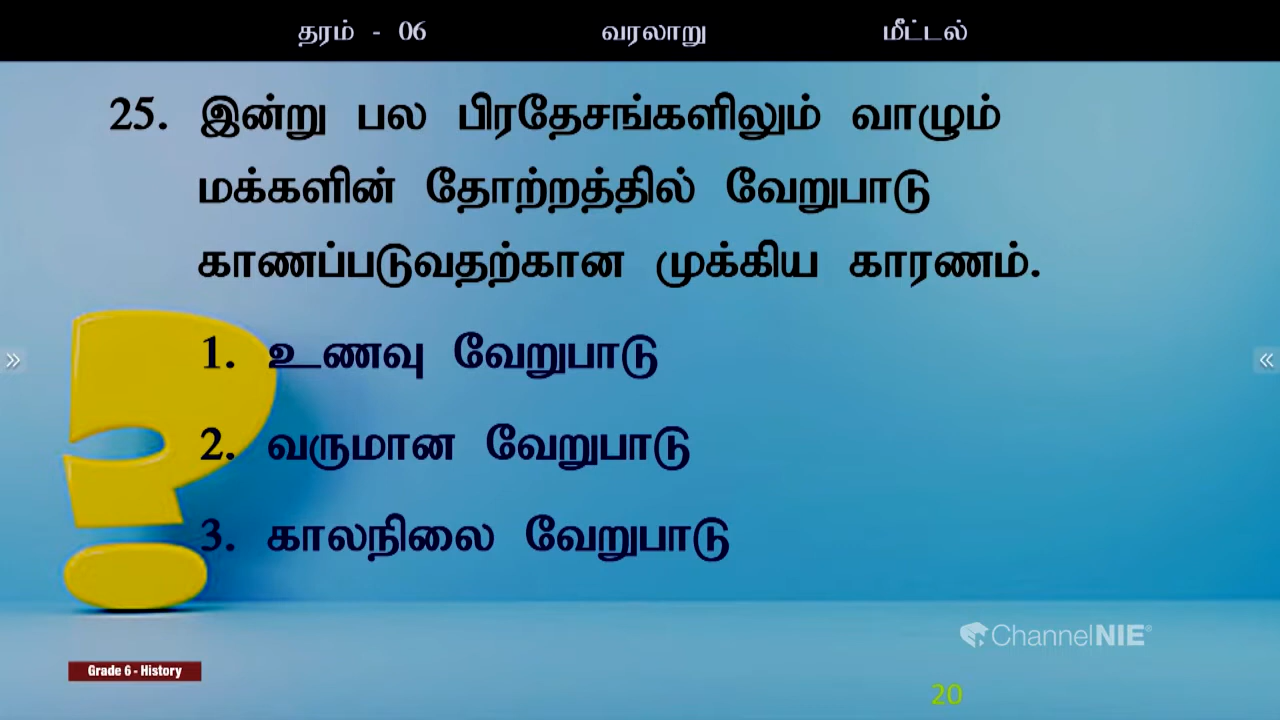 தரம் - 06 வரலாறு மீட்டல்
25. இன்று பல பிரதேசங்களிலும் வாழும்
மக்களின் தோற்றத்தில் வேறுபாடு
காணப்படுவதற்கான முக்கிய காரணம்.
1. உணவு வேறுபாடு
2. வருமான வேறுபாடு
3. காலநிலை வேறுபாடு
ChannelNIE®
Grade 6 - History
20